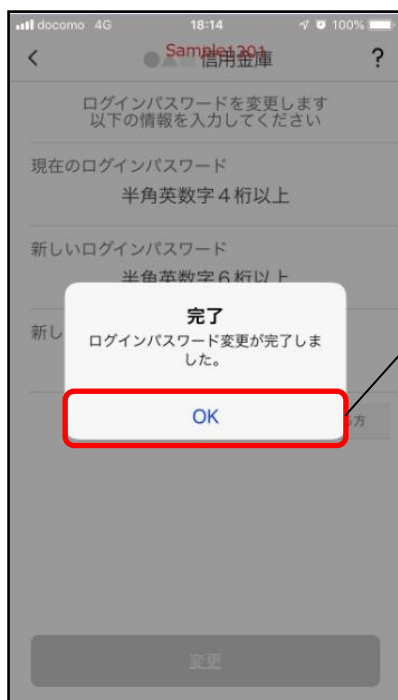 docomo 4G 18:14 100%
< ●▲■信用金庫 ?
Sample1201
ログインパスワードを変更します
以下の情報を入力してください
現在のログインパスワード
半角英数字4桁以上
新しいログインパスワード
半角英数字6桁以上
新し
完了
ログインパスワード変更が完了しま
した。
OK
方
変更